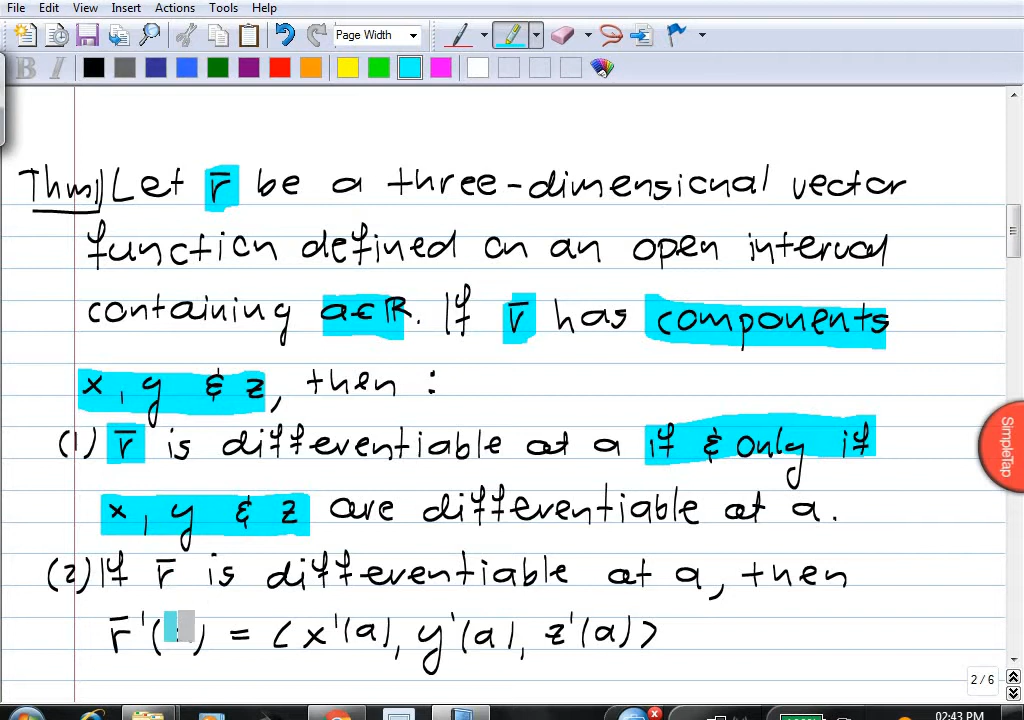 File Edit View Insert Actions Tools Help
Page Width
B I
Thm) Let r̄ be a three-dimensional vector
function defined on an open interval
containing a∈ℝ. If r̄ has components
x, y & z, then :
(1) r̄ is differentiable at a if & only if
x, y & z are differentiable at a.
(2) If r̄ is differentiable at a, then
r̄'( ) = ⟨x'(a), y'(a), z'(a)⟩
SimpleTap
2 / 6
02:43 PM